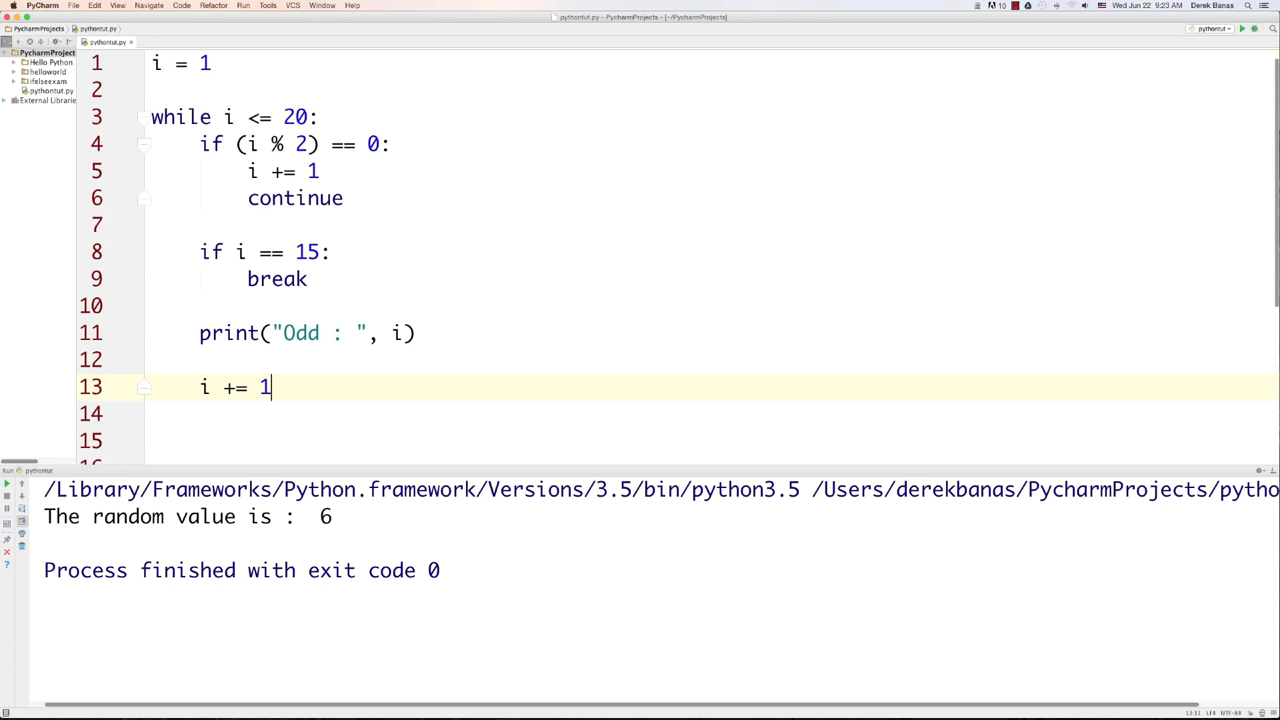 PyCharm File Edit View Navigate Code Refactor Run Tools VCS Window Help 10 Wed Jun 22 9:23 AM Derek Banas
pythontut.py - PycharmProjects - [~/PycharmProjects]
PycharmProjects pythontut.py pythontut
pythontut.py ×
PycharmProject
Hello Python
helloworld
ifelseexam
pythontut.py
External Librarie
1 i = 1
2
3 while i <= 20:
4 if (i % 2) == 0:
5 i += 1
6 continue
7
8 if i == 15:
9 break
10
11 print("Odd : ", i)
12
13 i += 1
14
15
Run pythontut
/Library/Frameworks/Python.framework/Versions/3.5/bin/python3.5 /Users/derekbanas/PycharmProjects/pytho
The random value is :  6
Process finished with exit code 0
13:11 LF÷ UTF-8÷